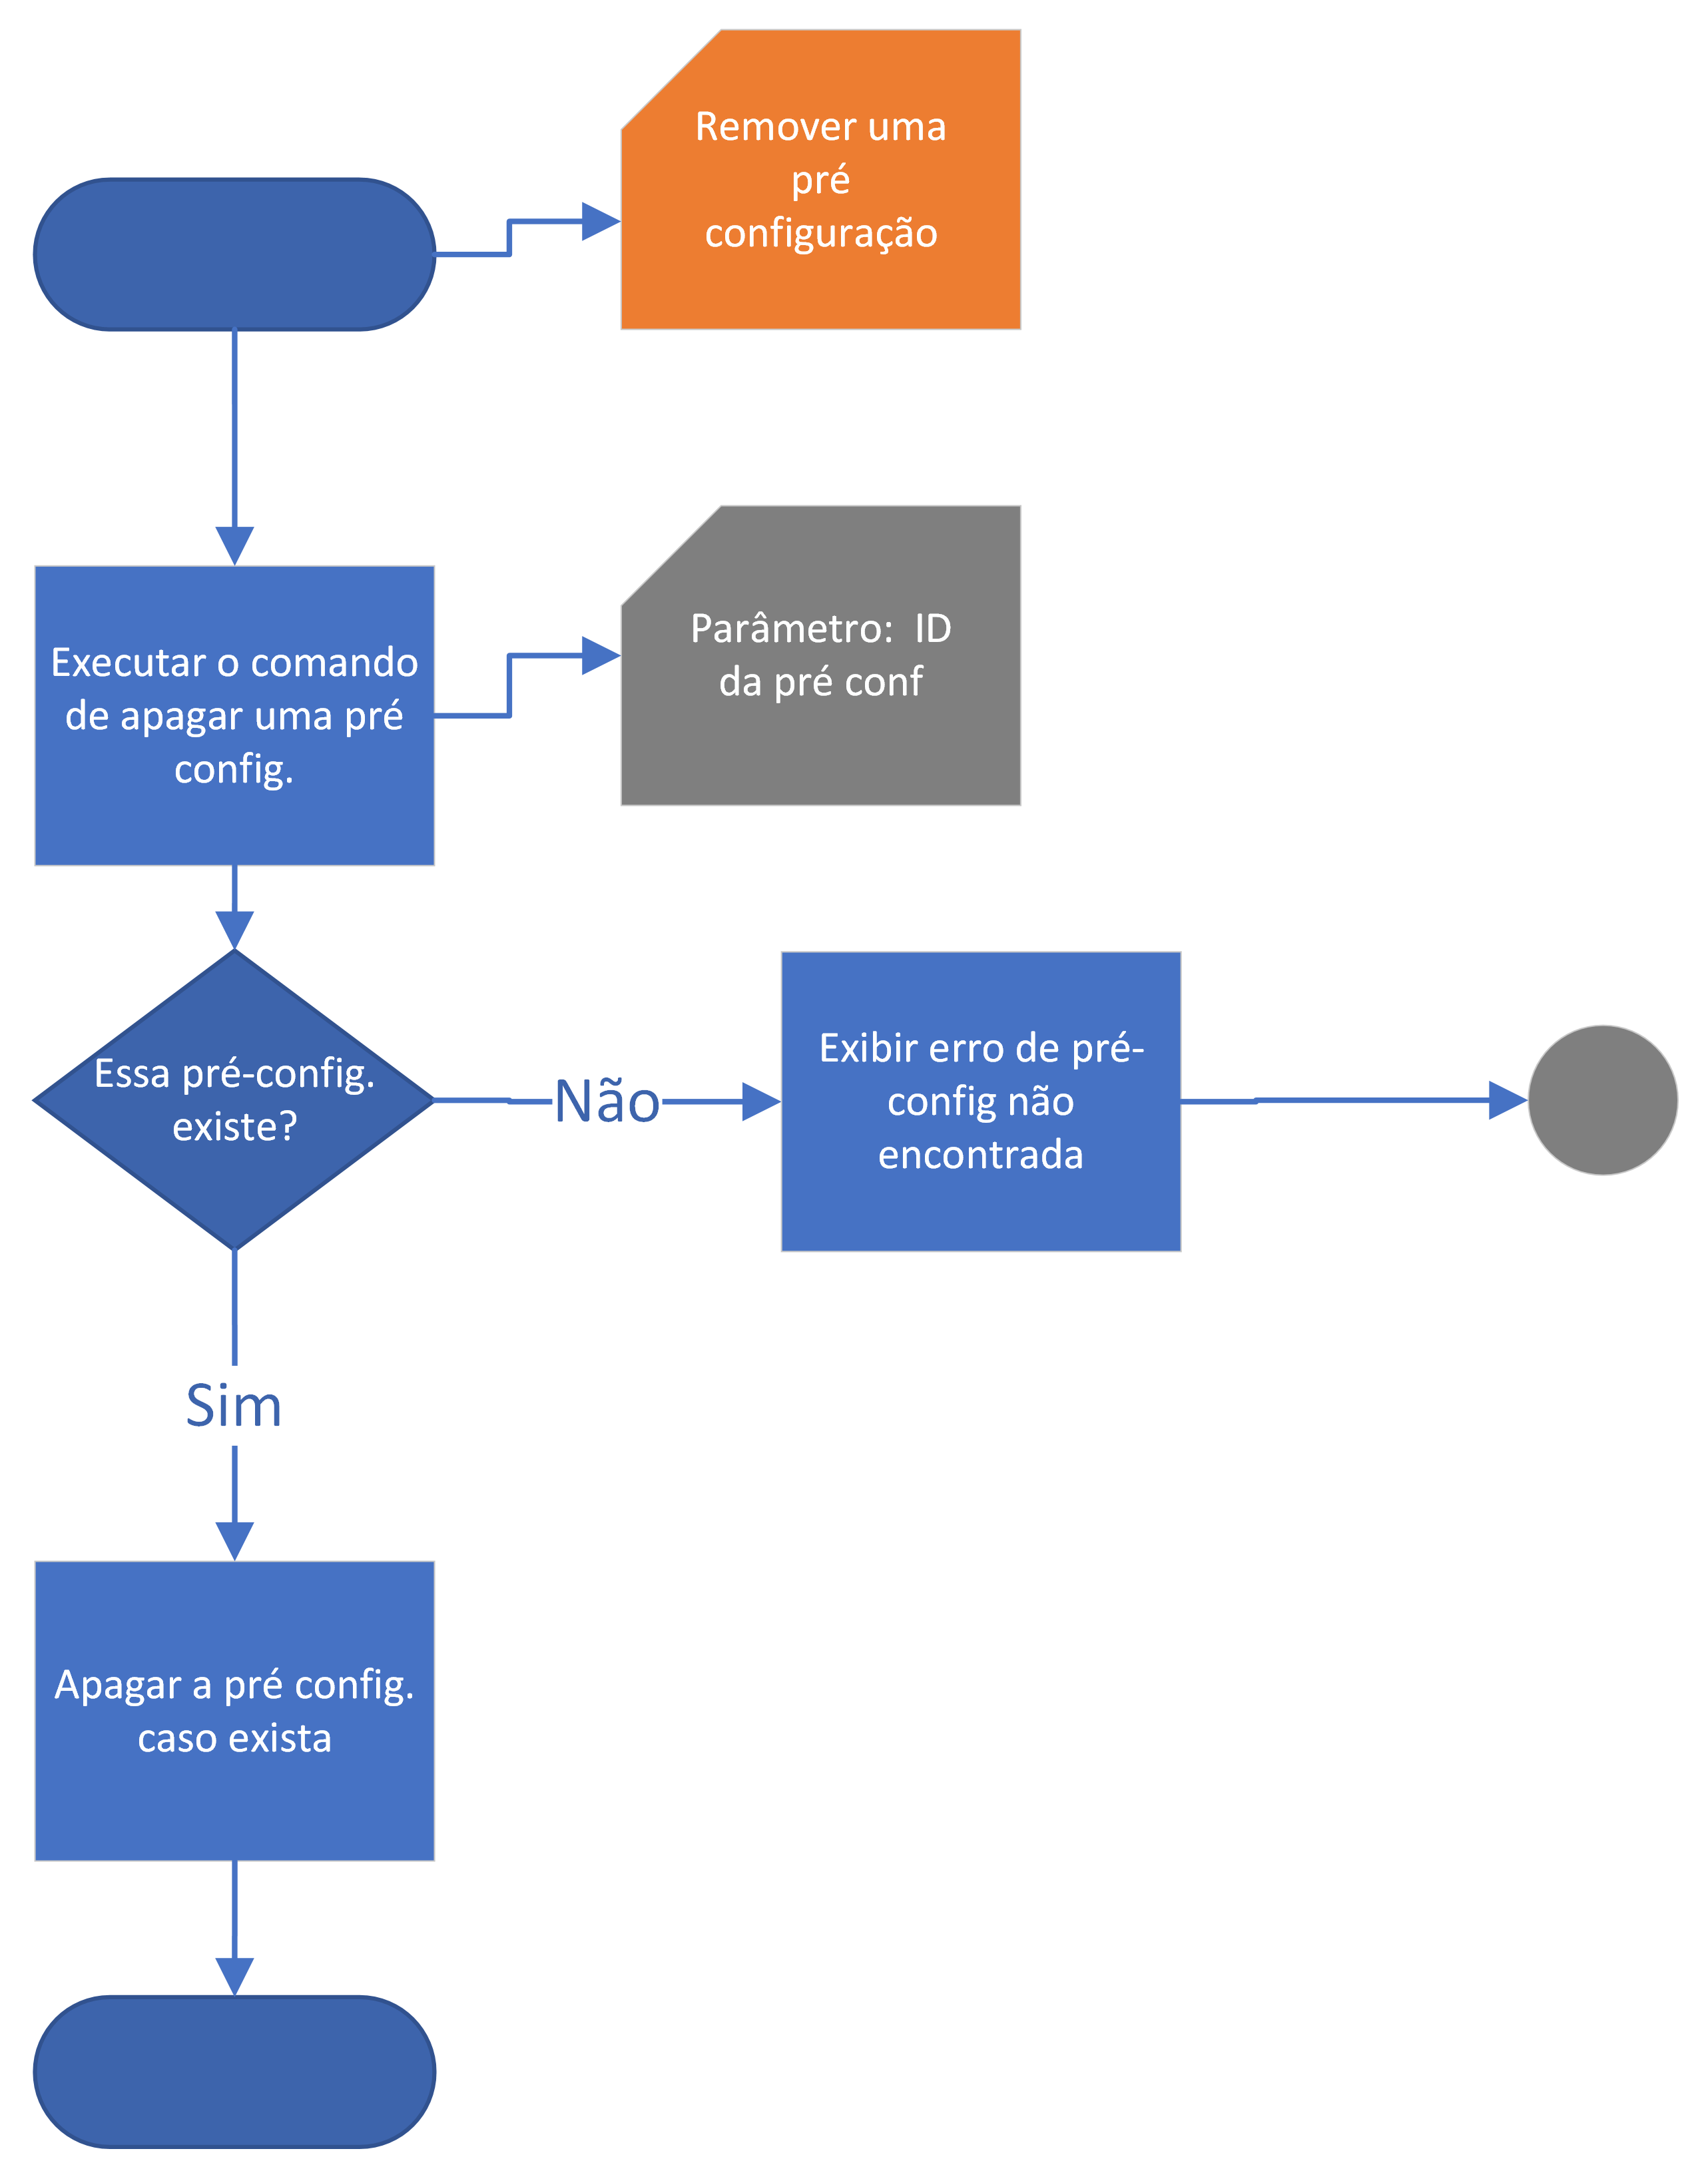 Remover uma
pré
configuração
Executar o comando
de apagar uma pré
config.
Parâmetro:  ID
da pré conf
Essa pré-config.
existe?
Não
Exibir erro de pré-
config não
encontrada
Sim
Apagar a pré config.
caso exista